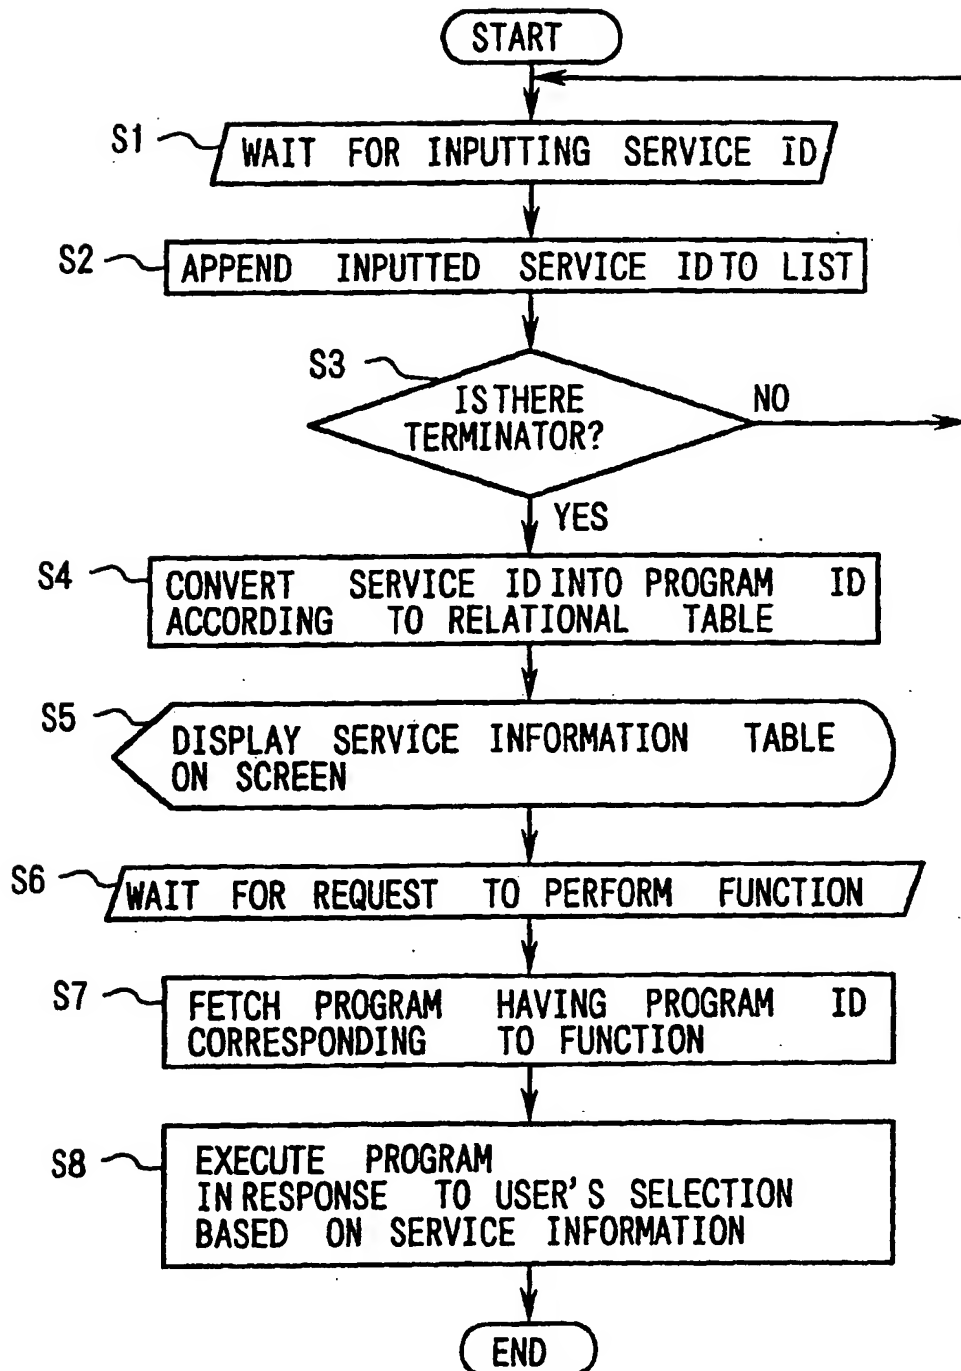 START
S1
WAIT FOR INPUTTING SERVICE ID
S2
APPEND INPUTTED SERVICE ID TO LIST
S3
IS THERE
TERMINATOR?
NO
YES
S4
CONVERT SERVICE ID INTO PROGRAM ID
ACCORDING TO RELATIONAL TABLE
S5
DISPLAY SERVICE INFORMATION TABLE
ON SCREEN
S6
WAIT FOR REQUEST TO PERFORM FUNCTION
S7
FETCH PROGRAM HAVING PROGRAM ID
CORRESPONDING TO FUNCTION
S8
EXECUTE PROGRAM
IN RESPONSE TO USER'S SELECTION
BASED ON SERVICE INFORMATION
END